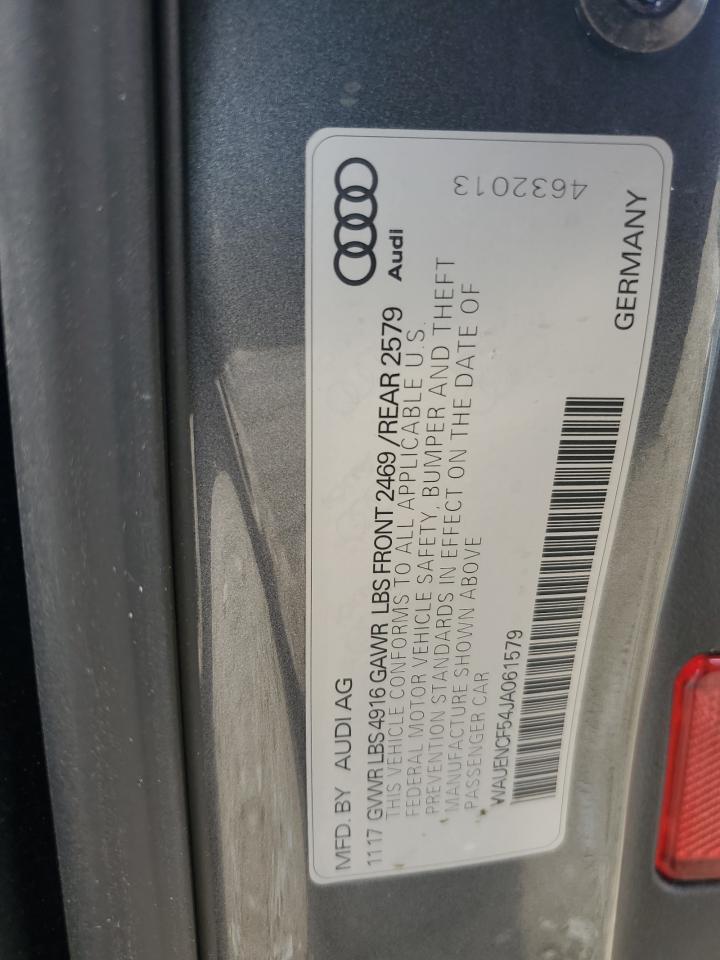 MFD. BY AUDI AG
Audi
11 17 GVWR LBS 4916 GAWR LBS FRONT 2469 /REAR 2579
THIS VEHICLE CONFORMS TO ALL APPLICABLE U.S.
FEDERAL MOTOR VEHICLE SAFETY, BUMPER AND THEFT
PREVENTION STANDARDS IN EFFECT ON THE DATE OF
MANUFACTURE SHOWN ABOVE
PASSENGER CAR
WAUENCF54JA061579
4632013
GERMANY